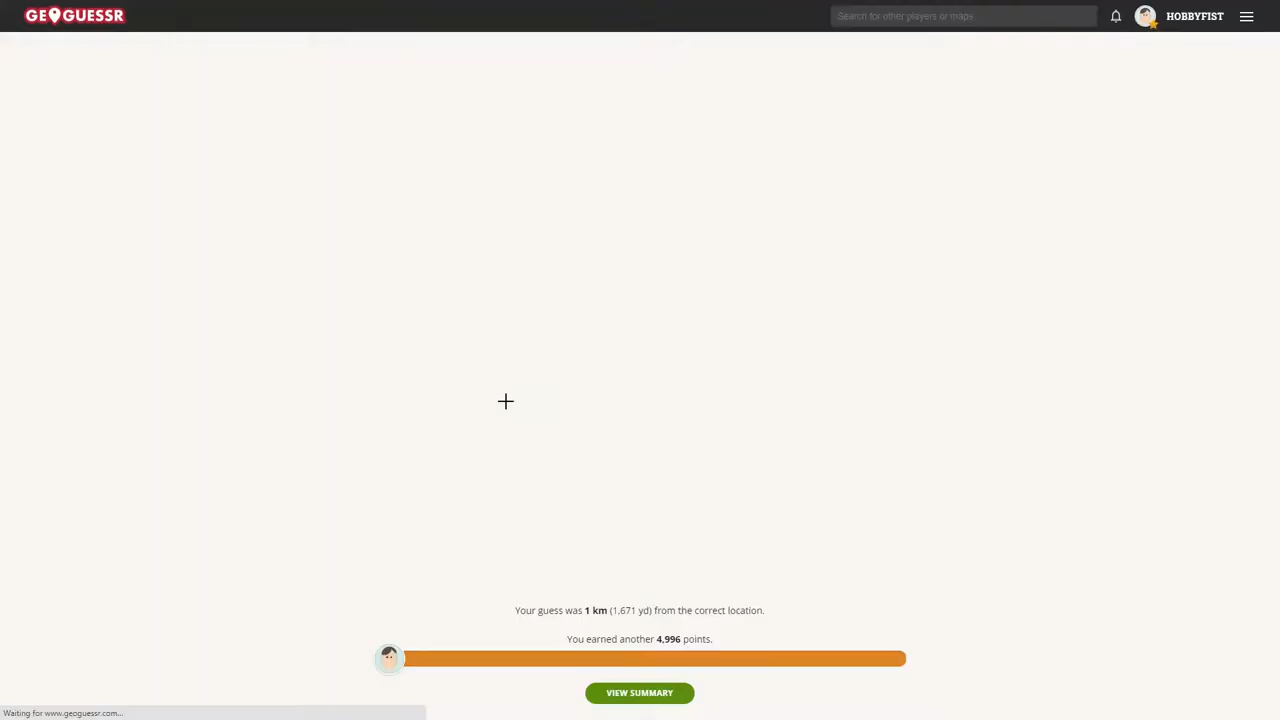 GEOGUESSR
Search for other players or maps
HOBBYFIST
Your guess was 1 km (1,671 yd) from the correct location.
You earned another 4,996 points.
VIEW SUMMARY
Waiting for www.geoguessr.com...